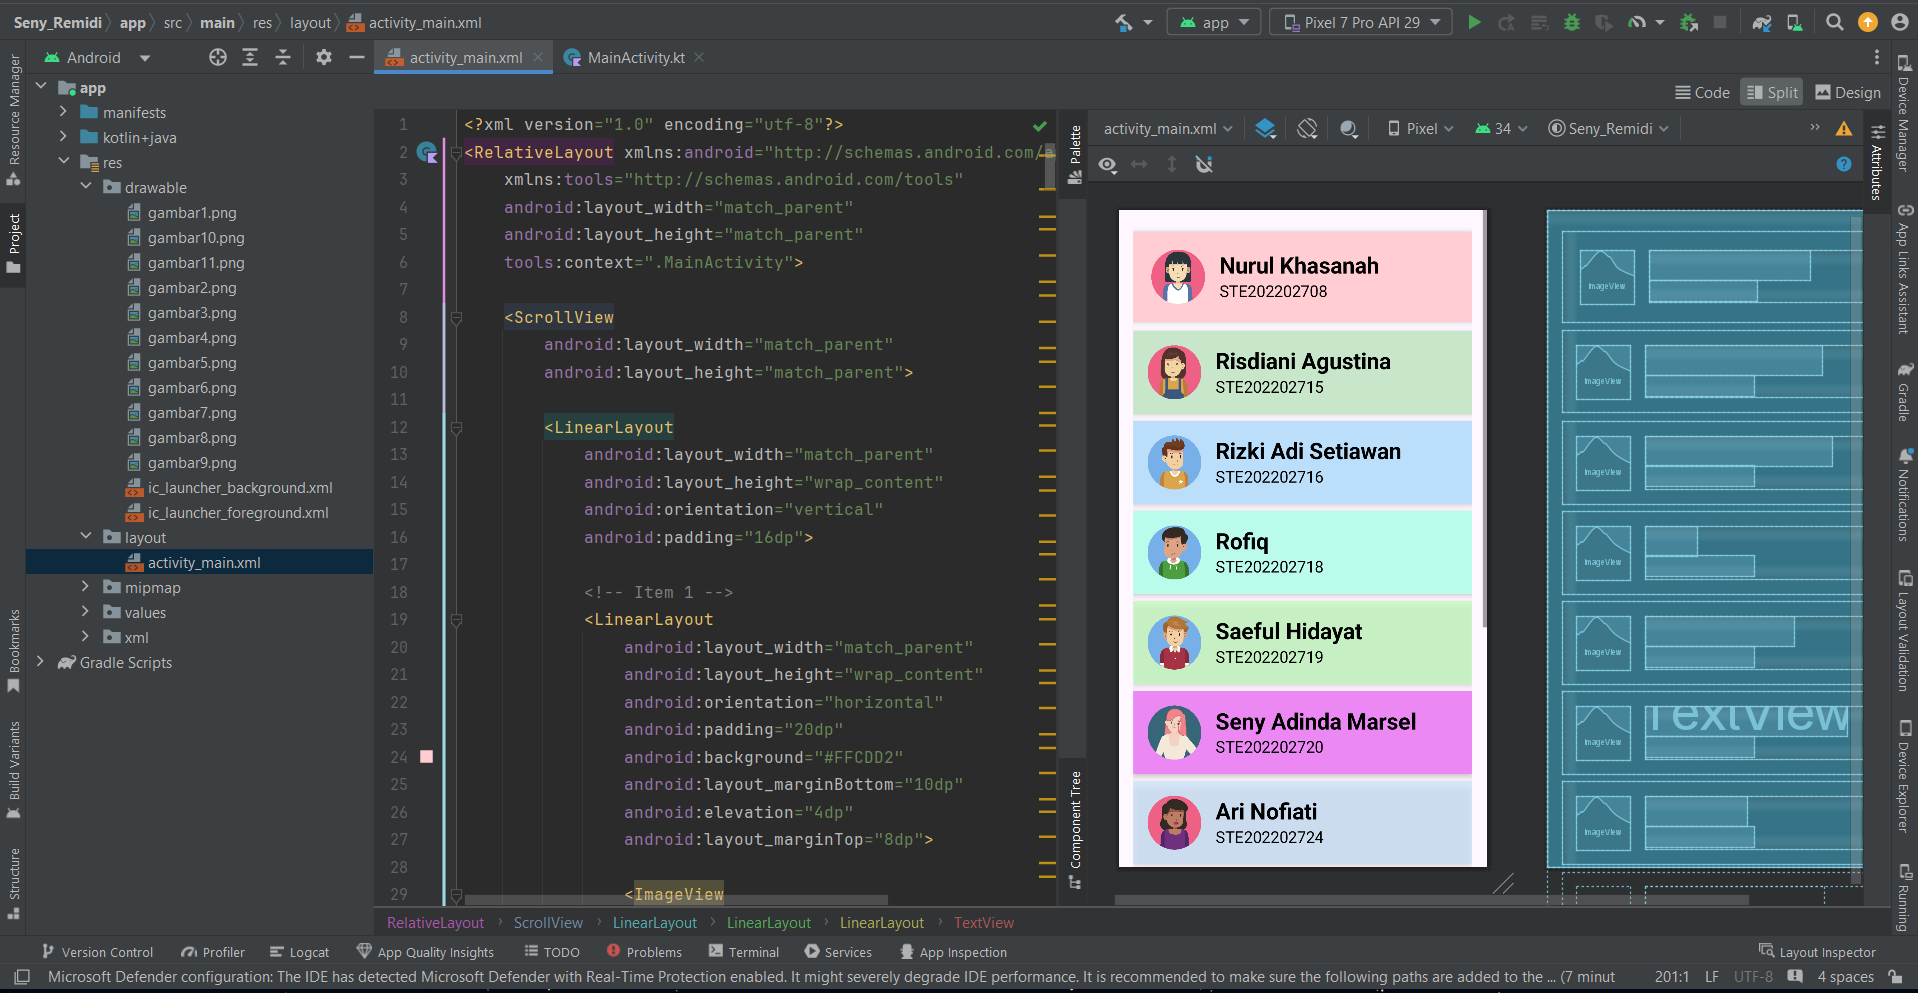 Seny_Remidi app src main res layout activity_main.xml
app Pixel 7 Pro API 29
Android
activity_main.xml MainActivity.kt
Code Split Design
Resource Manager
Project
Bookmarks
Build Variants
Structure
app
manifests
kotlin+java
res
drawable
gambar1.png
gambar10.png
gambar11.png
gambar2.png
gambar3.png
gambar4.png
gambar5.png
gambar6.png
gambar7.png
gambar8.png
gambar9.png
ic_launcher_background.xml
ic_launcher_foreground.xml
layout
activity_main.xml
mipmap
values
xml
Gradle Scripts
1 <?xml version="1.0" encoding="utf-8"?>
2 <RelativeLayout xmlns:android="http://schemas.android.com/a
3 xmlns:tools="http://schemas.android.com/tools"
4 android:layout_width="match_parent"
5 android:layout_height="match_parent"
6 tools:context=".MainActivity">
7
8 <ScrollView
9 android:layout_width="match_parent"
10 android:layout_height="match_parent">
11
12 <LinearLayout
13 android:layout_width="match_parent"
14 android:layout_height="wrap_content"
15 android:orientation="vertical"
16 android:padding="16dp">
17
18 <!-- Item 1 -->
19 <LinearLayout
20 android:layout_width="match_parent"
21 android:layout_height="wrap_content"
22 android:orientation="horizontal"
23 android:padding="20dp"
24 android:background="#FFCDD2"
25 android:layout_marginBottom="10dp"
26 android:elevation="4dp"
27 android:layout_marginTop="8dp">
28
29 <ImageView
Palette
Component Tree
activity_main.xml Pixel 34 Seny_Remidi
Nurul Khasanah
STE202202708
Risdiani Agustina
STE202202715
Rizki Adi Setiawan
STE202202716
Rofiq
STE202202718
Saeful Hidayat
STE202202719
Seny Adinda Marsel
STE202202720
Ari Nofiati
STE202202724
ImageView
ImageView
ImageView
ImageView
ImageView
ImageView TextView
ImageView
Attributes
Device Manager
App Links Assistant
Gradle
Notifications
Layout Validation
Device Explorer
Running
RelativeLayout ScrollView LinearLayout LinearLayout LinearLayout TextView
Version Control Profiler Logcat App Quality Insights TODO Problems Terminal Services App Inspection Layout Inspector
Microsoft Defender configuration: The IDE has detected Microsoft Defender with Real-Time Protection enabled. It might severely degrade IDE performance. It is recommended to make sure the following paths are added to the ... (7 minut 201:1 LF UTF-8 4 spaces